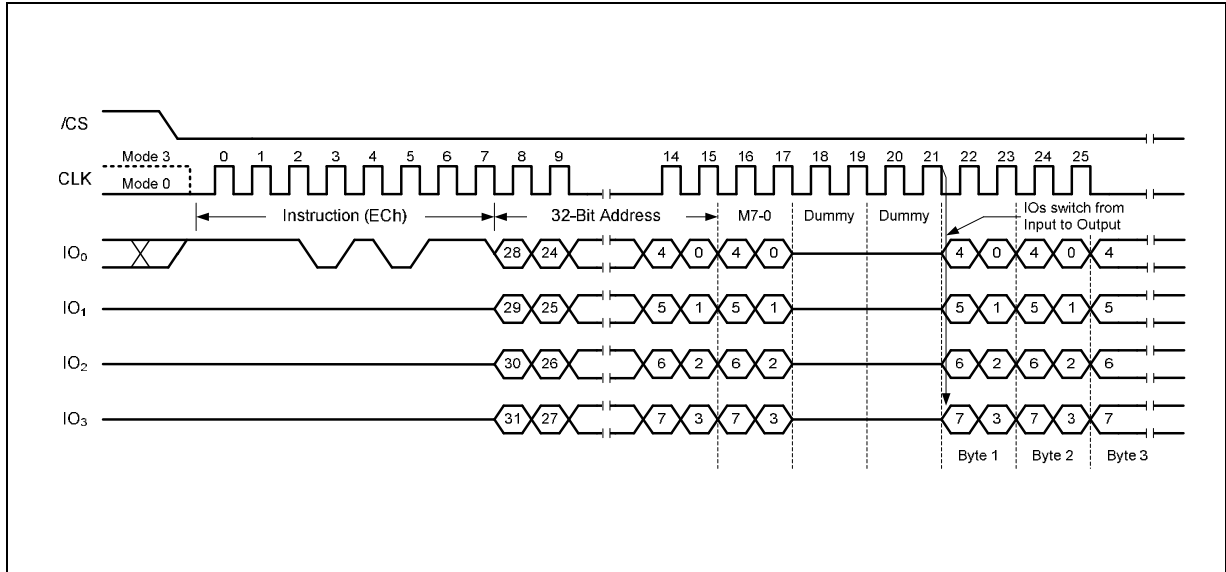 /CS
Mode 3 0 1 2 3 4 5 6 7 8 9 14 15 16 17 18 19 20 21 22 23 24 25
CLK Mode 0
Instruction (ECh) 32-Bit Address M7-0 Dummy Dummy IOs switch from
Input to Output
IO₀ 28 24 4 0 4 0 4 0 4 0 4
IO₁ 29 25 5 1 5 1 5 1 5 1 5
IO₂ 30 26 6 2 6 2 6 2 6 2 6
IO₃ 31 27 7 3 7 3 7 3 7 3 7
Byte 1 Byte 2 Byte 3